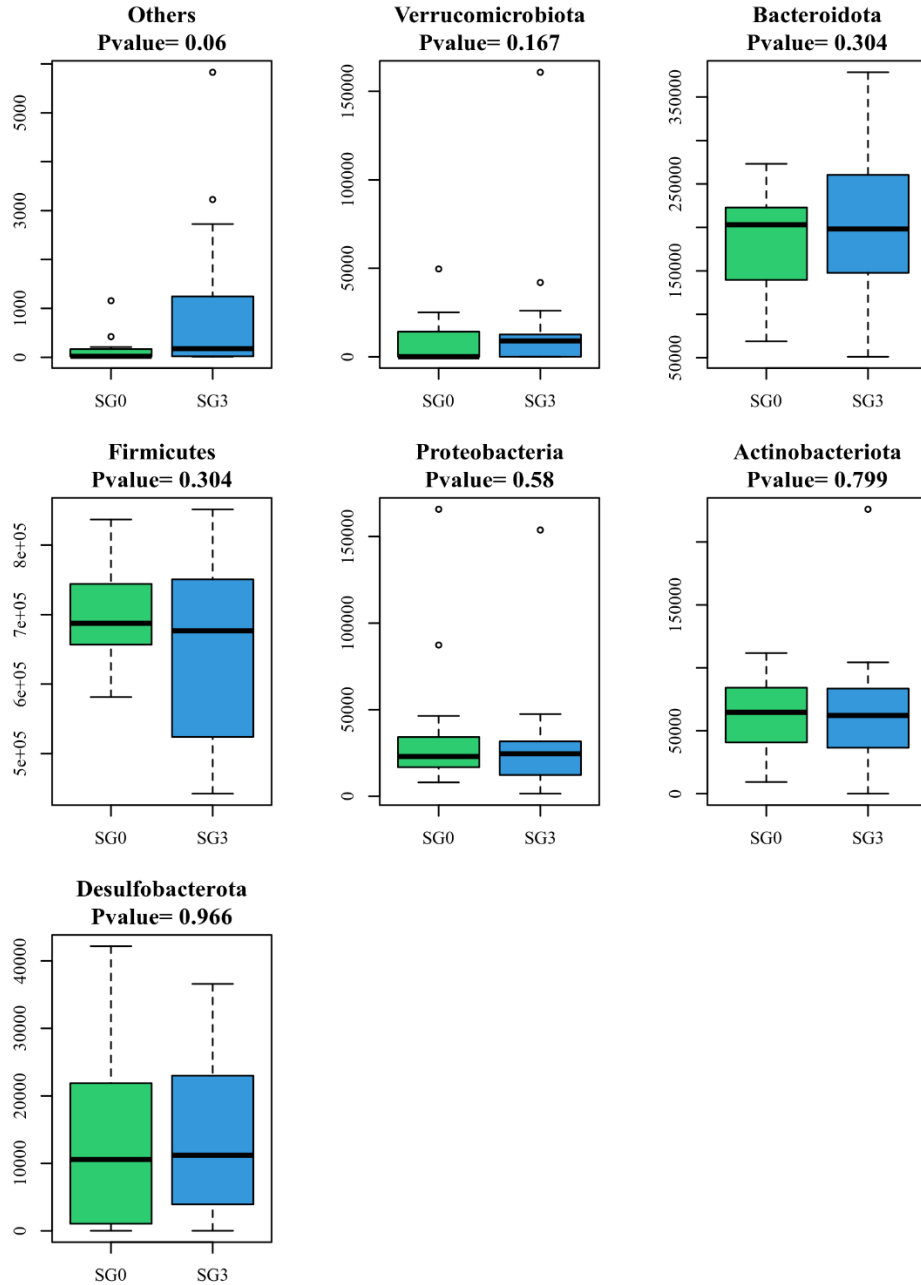 Others
Pvalue= 0.06
5000
3000
1000
0
SG0 SG3
Verrucomicrobiota
Pvalue= 0.167
150000
100000
50000
0
SG0 SG3
Bacteroidota
Pvalue= 0.304
350000
250000
150000
50000
SG0 SG3
Firmicutes
Pvalue= 0.304
8e+05
7e+05
6e+05
5e+05
SG0 SG3
Proteobacteria
Pvalue= 0.58
150000
100000
50000
0
SG0 SG3
Actinobacteriota
Pvalue= 0.799
150000
50000
0
SG0 SG3
Desulfobacterota
Pvalue= 0.966
40000
30000
20000
10000
0
SG0 SG3